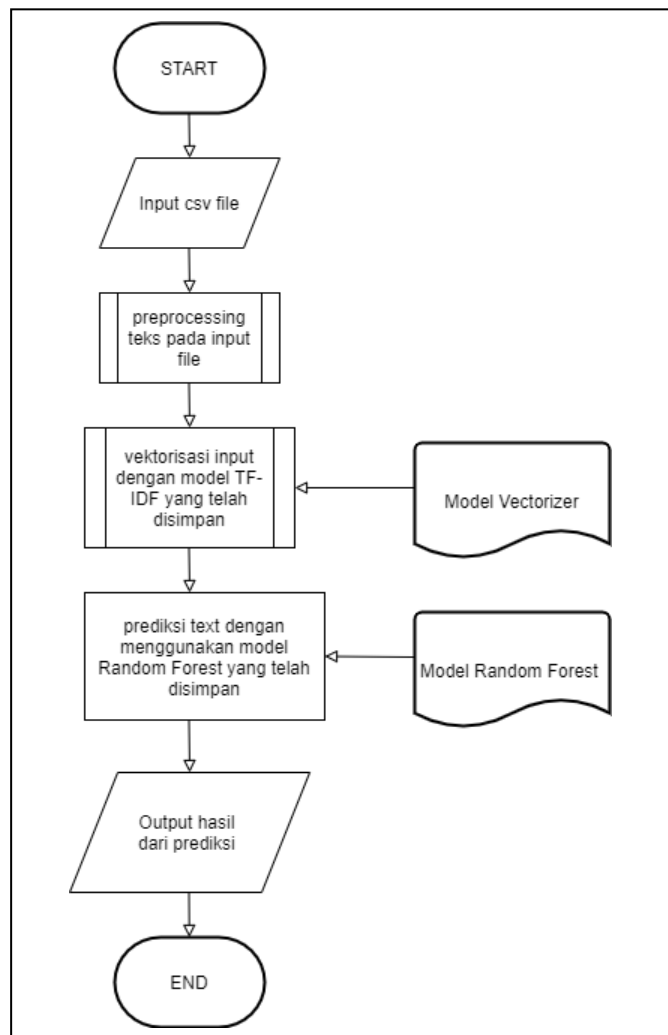 START
Input csv file
preprocessing
teks pada input
file
vektorisasi input
dengan model TF-
IDF yang telah
disimpan
Model Vectorizer
prediksi text dengan
menggunakan model
Random Forest yang telah
disimpan
Model Random Forest
Output hasil
dari prediksi
END